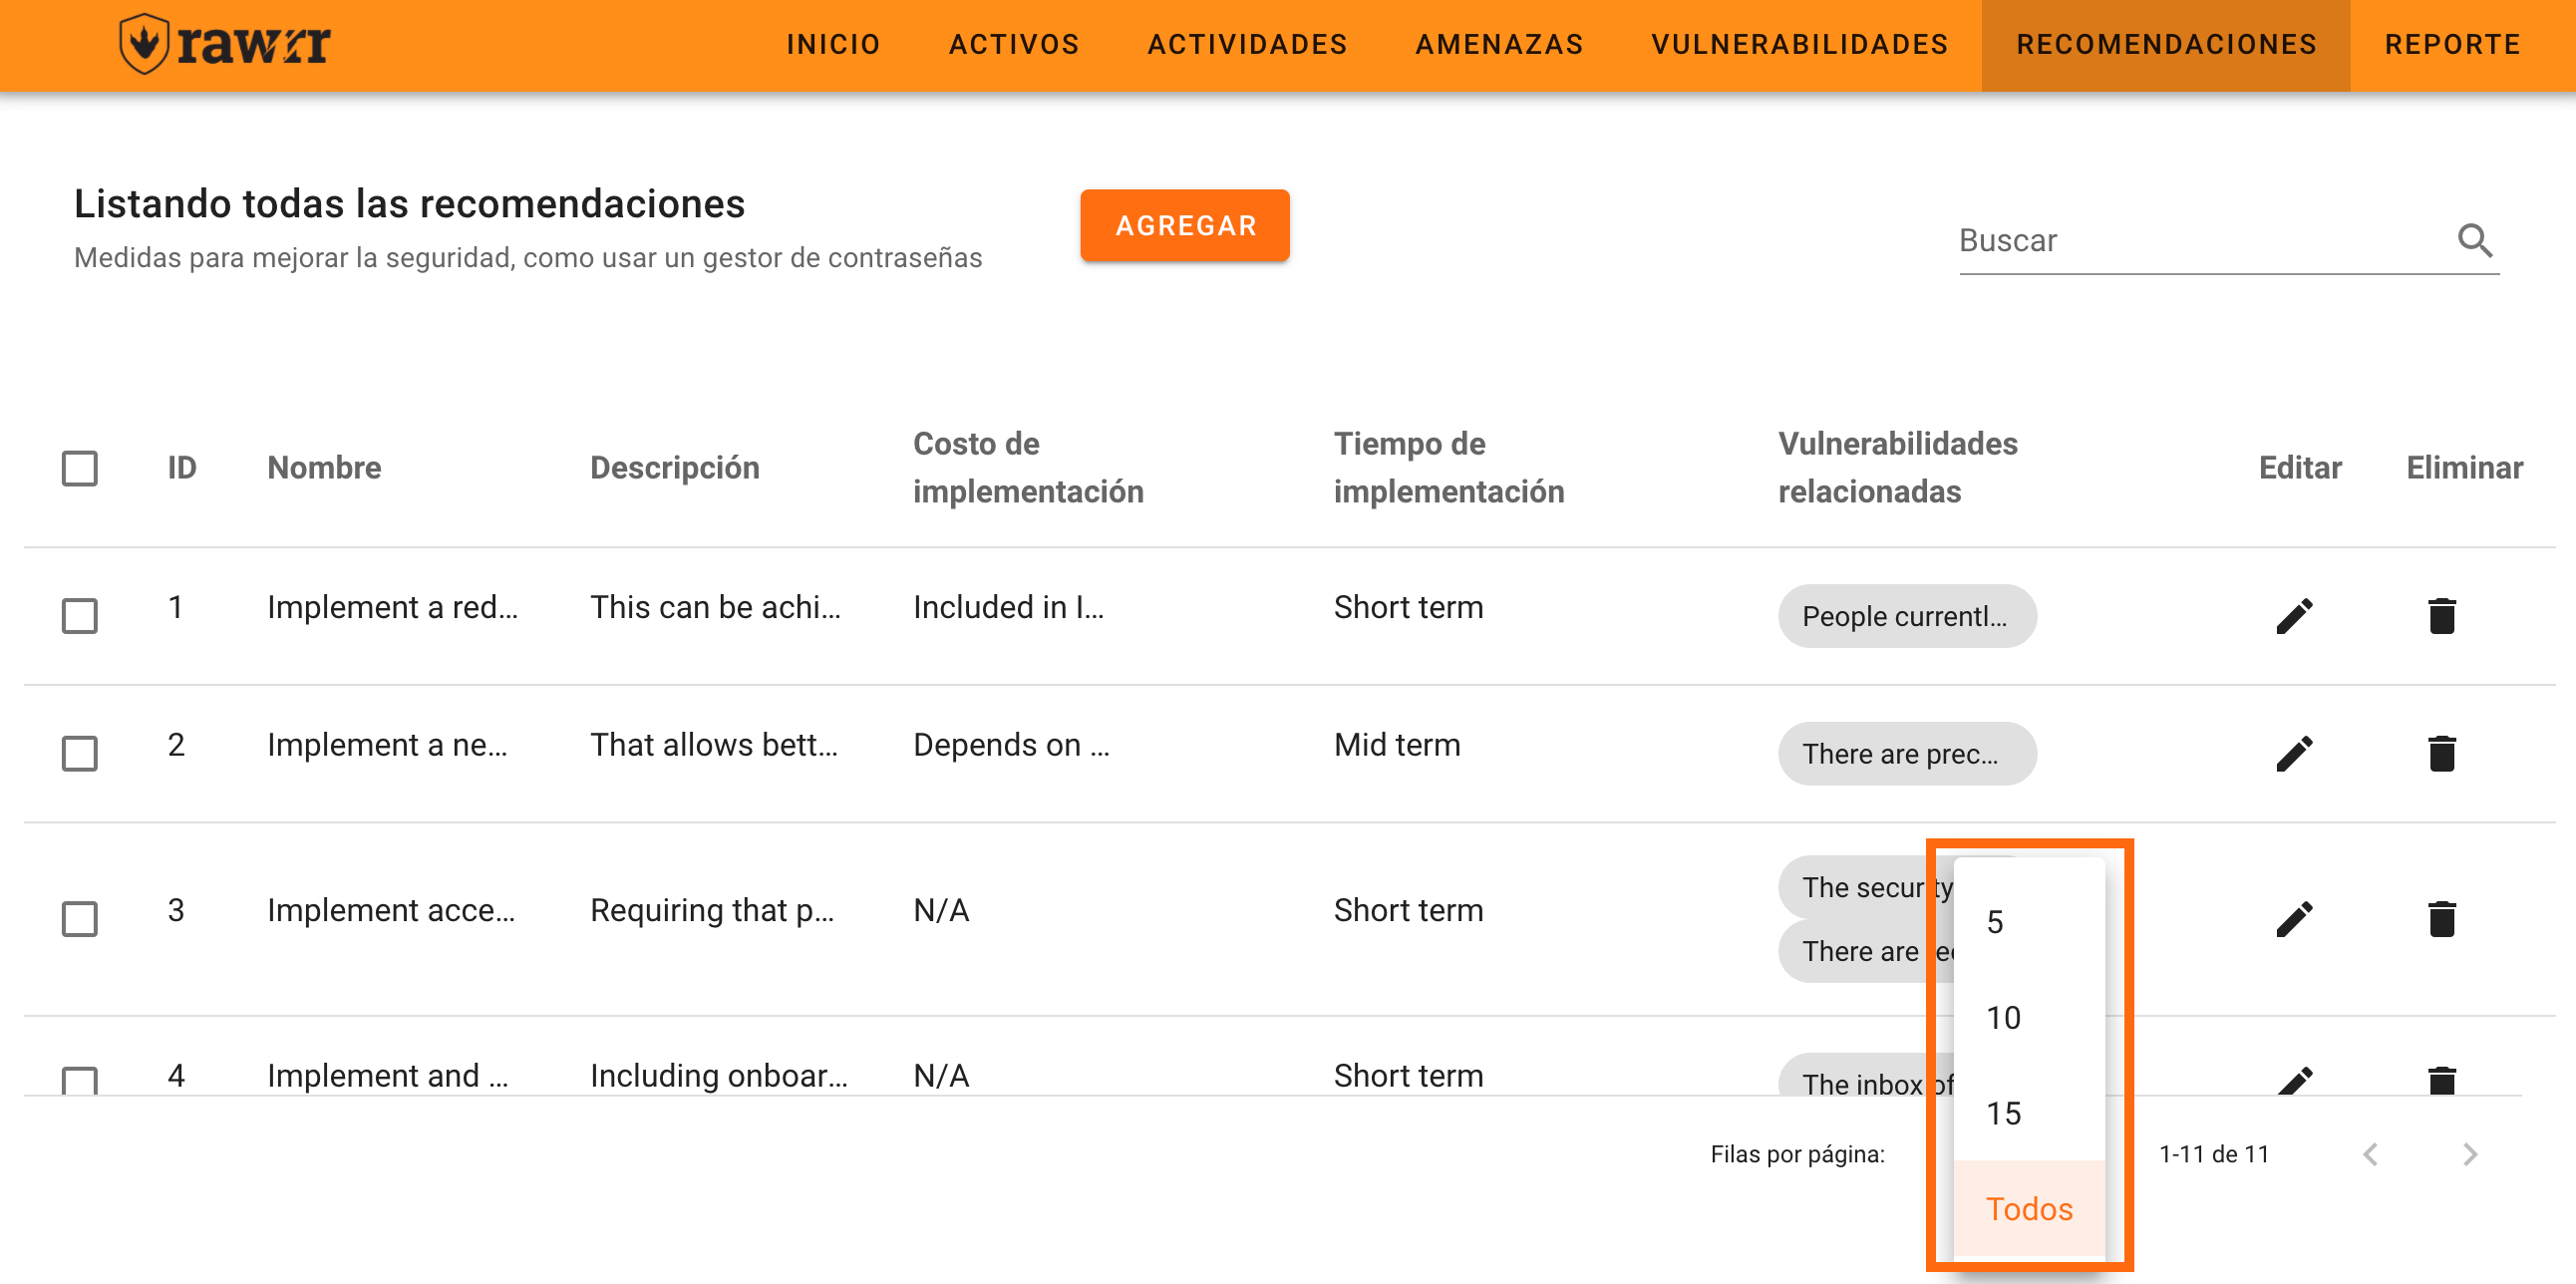 rawrr
INICIO ACTIVOS ACTIVIDADES AMENAZAS VULNERABILIDADES RECOMENDACIONES REPORTE
Listando todas las recomendaciones
Medidas para mejorar la seguridad, como usar un gestor de contraseñas
AGREGAR
Buscar
ID Nombre Descripción Costo de implementación Tiempo de implementación Vulnerabilidades relacionadas Editar Eliminar
1 Implement a red... This can be achi... Included in I... Short term People currentl...
2 Implement a ne... That allows bett... Depends on ... Mid term There are prec...
3 Implement acce... Requiring that p... N/A Short term The security
There are
4 Implement and ... Including onboar... N/A Short term The inbox of
5
10
15
Todos
Filas por página: 1-11 de 11